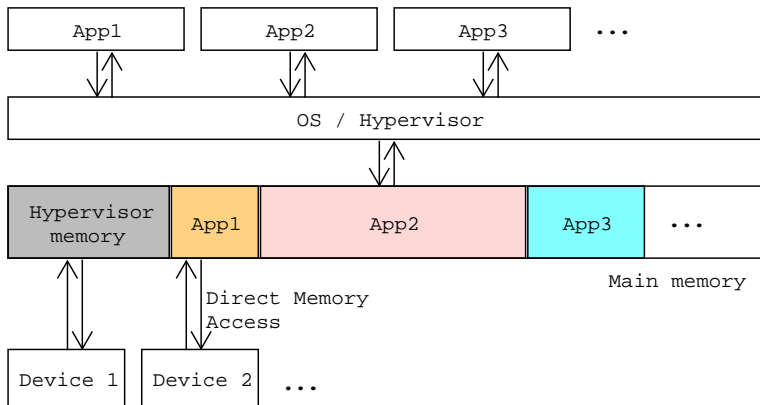 App1
App2
App3
...
OS / Hypervisor
Hypervisor
memory
App1
App2
App3
...
Main memory
Direct Memory
Access
Device 1
Device 2
...